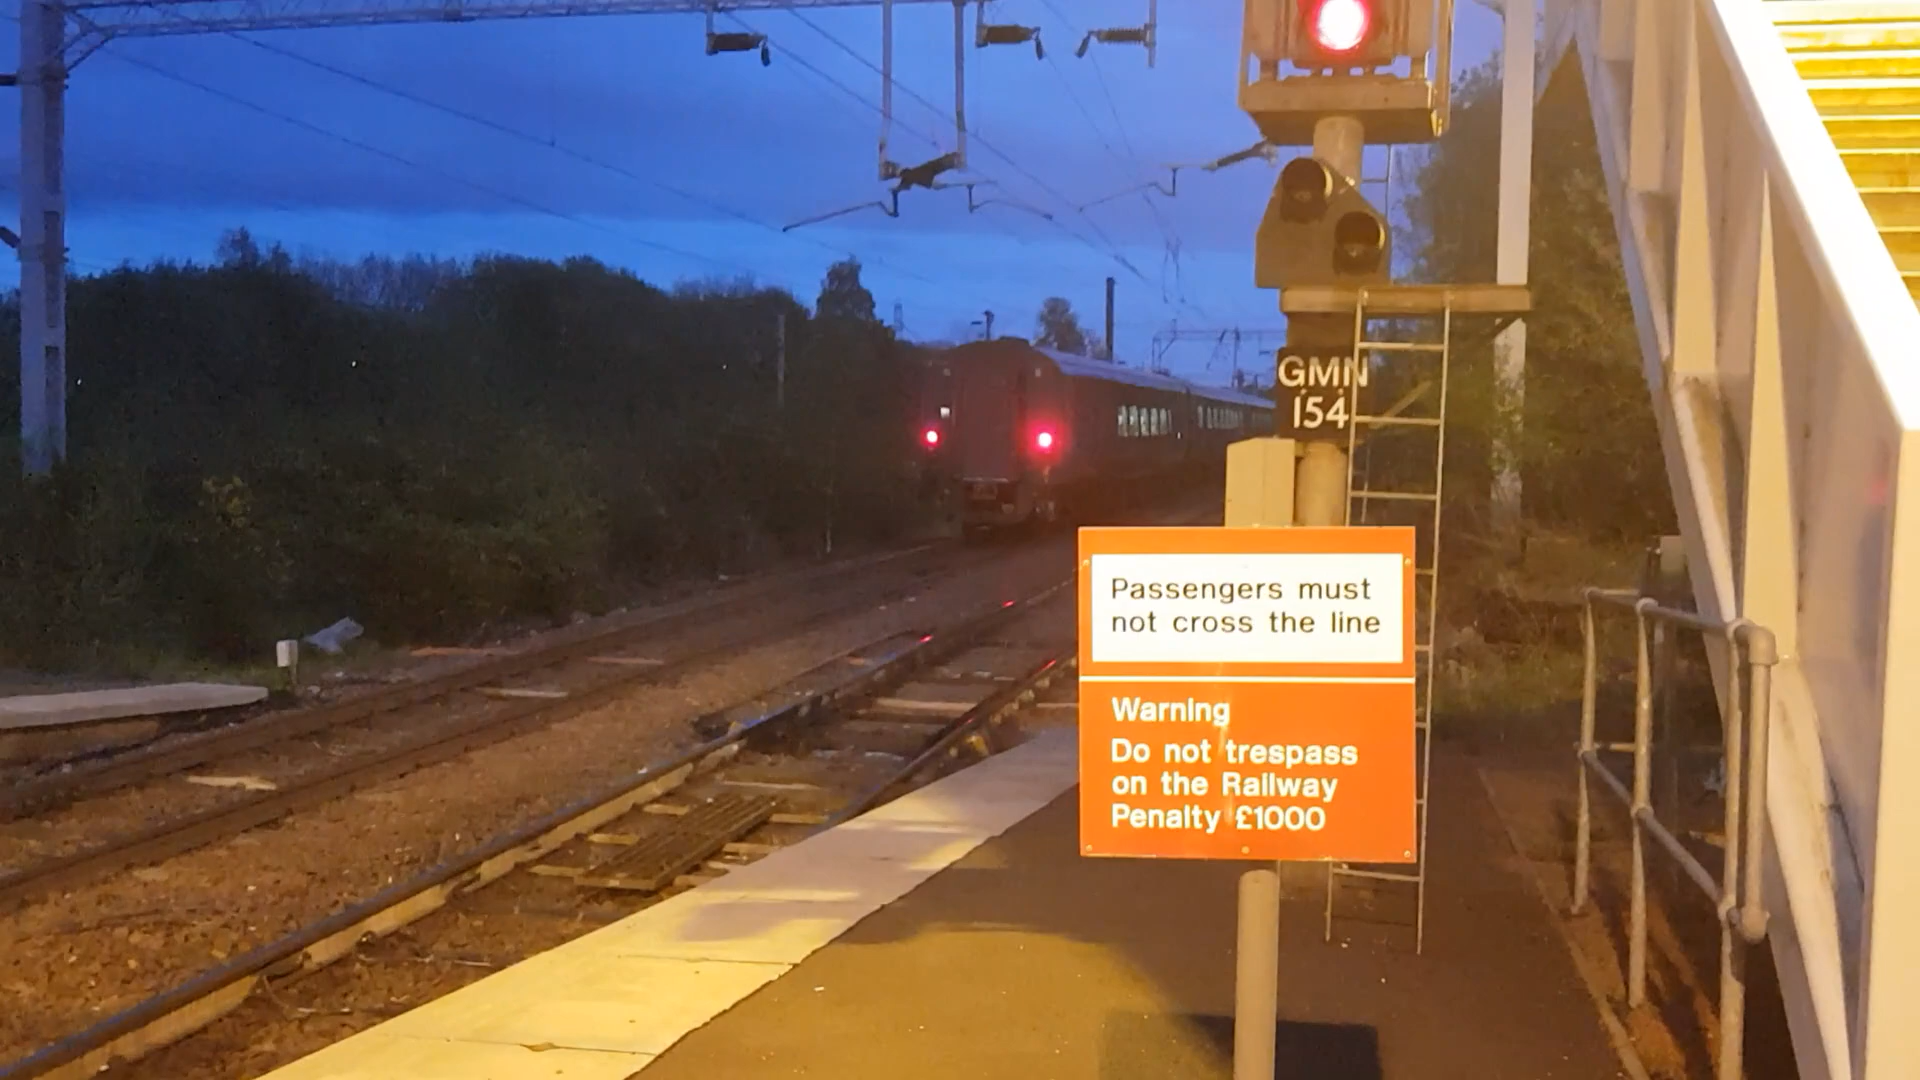 GMN
154
Passengers must
not cross the line
Warning
Do not trespass
on the Railway
Penalty £1000